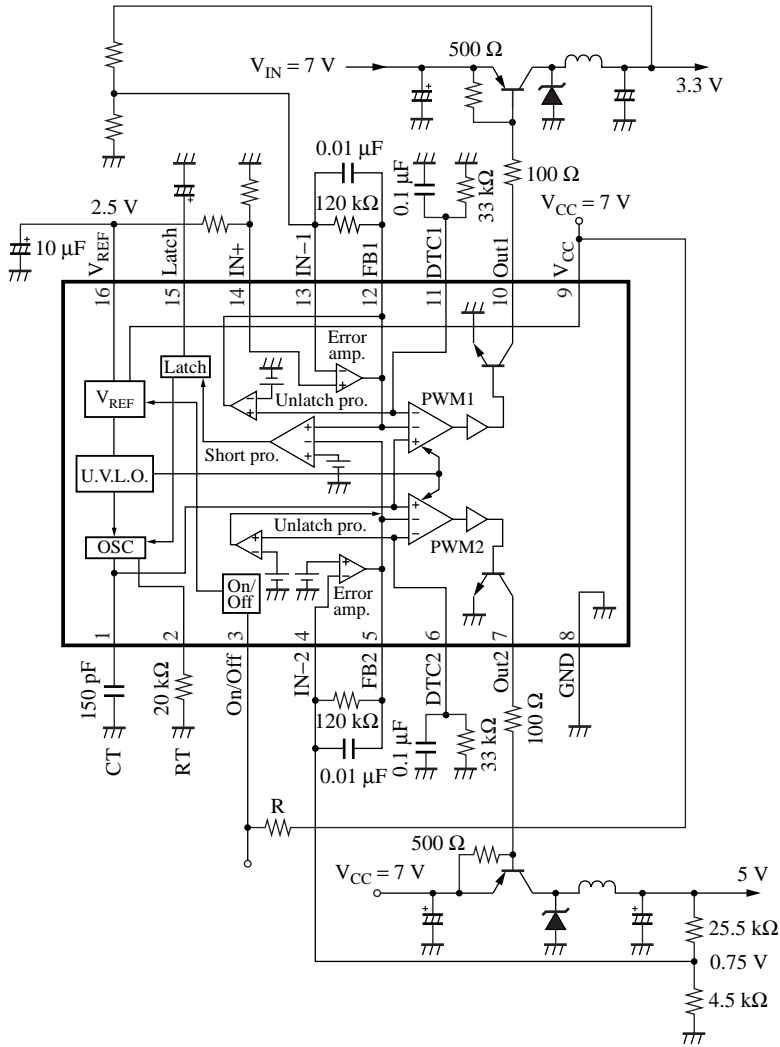 500 Ω
V_IN = 7 V
3.3 V
0.01 μF
120 kΩ
0.1 μF
33 kΩ
100 Ω
V_CC = 7 V
2.5 V
10 μF
V_REF
Latch
IN+
IN−1
FB1
DTC1
Out1
V_CC
16
15
14
13
12
11
10
9
Error
amp.
Latch
V_REF
Unlatch pro.
PWM1
Short pro.
U.V.L.O.
Unlatch pro.
PWM2
OSC
On/
Off
Error
amp.
1
2
3
4
5
6
7
8
150 pF
CT
20 kΩ
RT
On/Off
IN−2
FB2
DTC2
Out2
GND
120 kΩ
0.01 μF
0.1 μF
33 kΩ
100 Ω
R
500 Ω
V_CC = 7 V
5 V
25.5 kΩ
0.75 V
4.5 kΩ